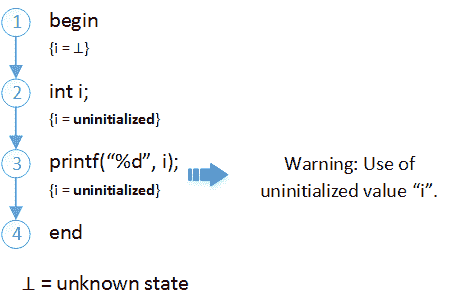 1 begin
{i = ⊥}
2 int i;
{i = uninitialized}
3 printf(“%d”, i);
{i = uninitialized}
Warning: Use of
uninitialized value “i”.
4 end
⊥ = unknown state